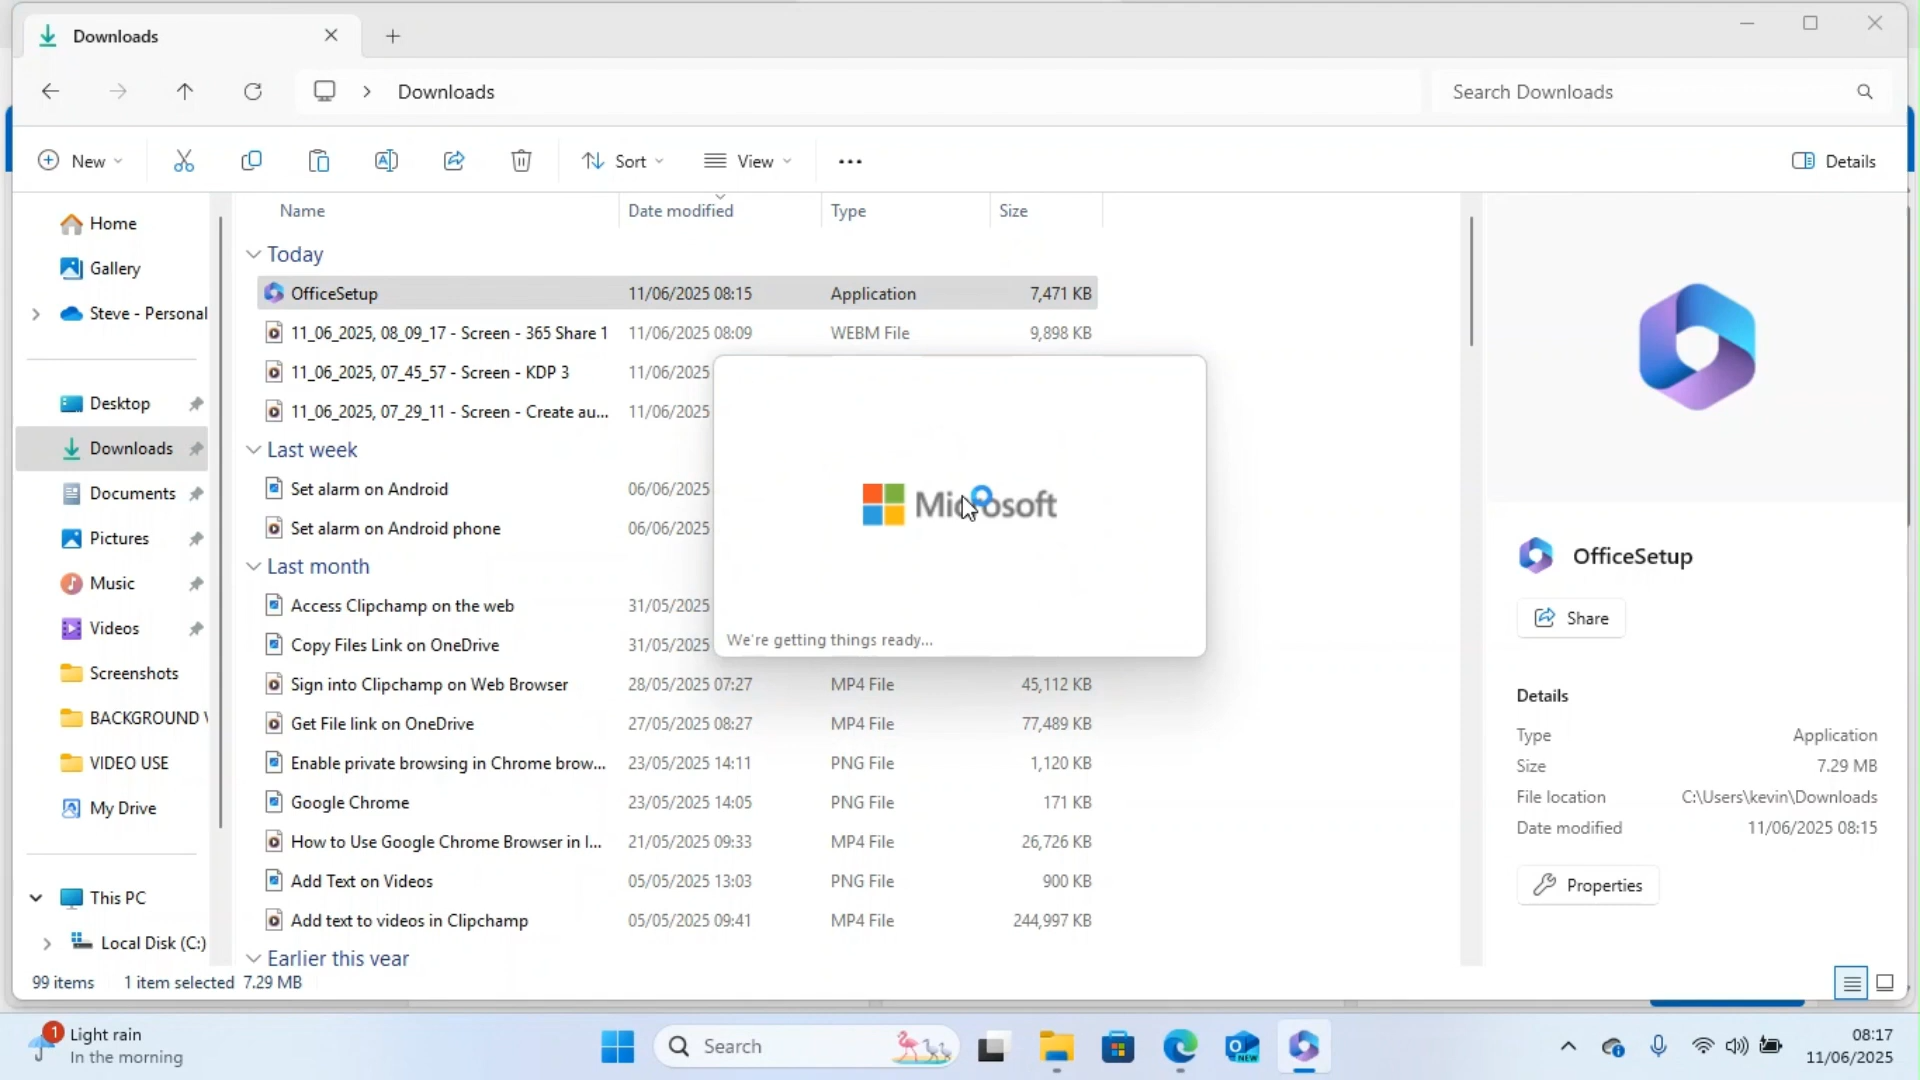 Downloads
Downloads
Search Downloads
New
Sort
View
Details
Name Date modified Type Size
Home
Gallery
Steve - Personal
Desktop
Downloads
Documents
Pictures
Music
Videos
Screenshots
BACKGROUND
VIDEO USE
My Drive
This PC
Local Disk (C:)
Today
OfficeSetup 11/06/2025 08:15 Application 7,471 KB
11_06_2025, 08_09_17 - Screen - 365 Share 1 11/06/2025 08:09 WEBM File 9,898 KB
11_06_2025, 07_45_57 - Screen - KDP 3 11/06/2025
11_06_2025, 07_29_11 - Screen - Create au... 11/06/2025
Last week
Set alarm on Android 06/06/2025
Set alarm on Android phone 06/06/2025
Last month
Access Clipchamp on the web 31/05/2025
Copy Files Link on OneDrive 31/05/2025
Sign into Clipchamp on Web Browser 28/05/2025 07:27 MP4 File 45,112 KB
Get File link on OneDrive 27/05/2025 08:27 MP4 File 77,489 KB
Enable private browsing in Chrome brow... 23/05/2025 14:11 PNG File 1,120 KB
Google Chrome 23/05/2025 14:05 PNG File 171 KB
How to Use Google Chrome Browser in I... 21/05/2025 09:33 MP4 File 26,726 KB
Add Text on Videos 05/05/2025 13:03 PNG File 900 KB
Add text to videos in Clipchamp 05/05/2025 09:41 MP4 File 244,997 KB
Earlier this year
Microsoft
We're getting things ready...
OfficeSetup
Share
Details
Type Application
Size 7.29 MB
File location C:\Users\kevin\Downloads
Date modified 11/06/2025 08:15
Properties
99 items 1 item selected 7.29 MB
1
Light rain
In the morning
Search
NEW
08:17
11/06/2025